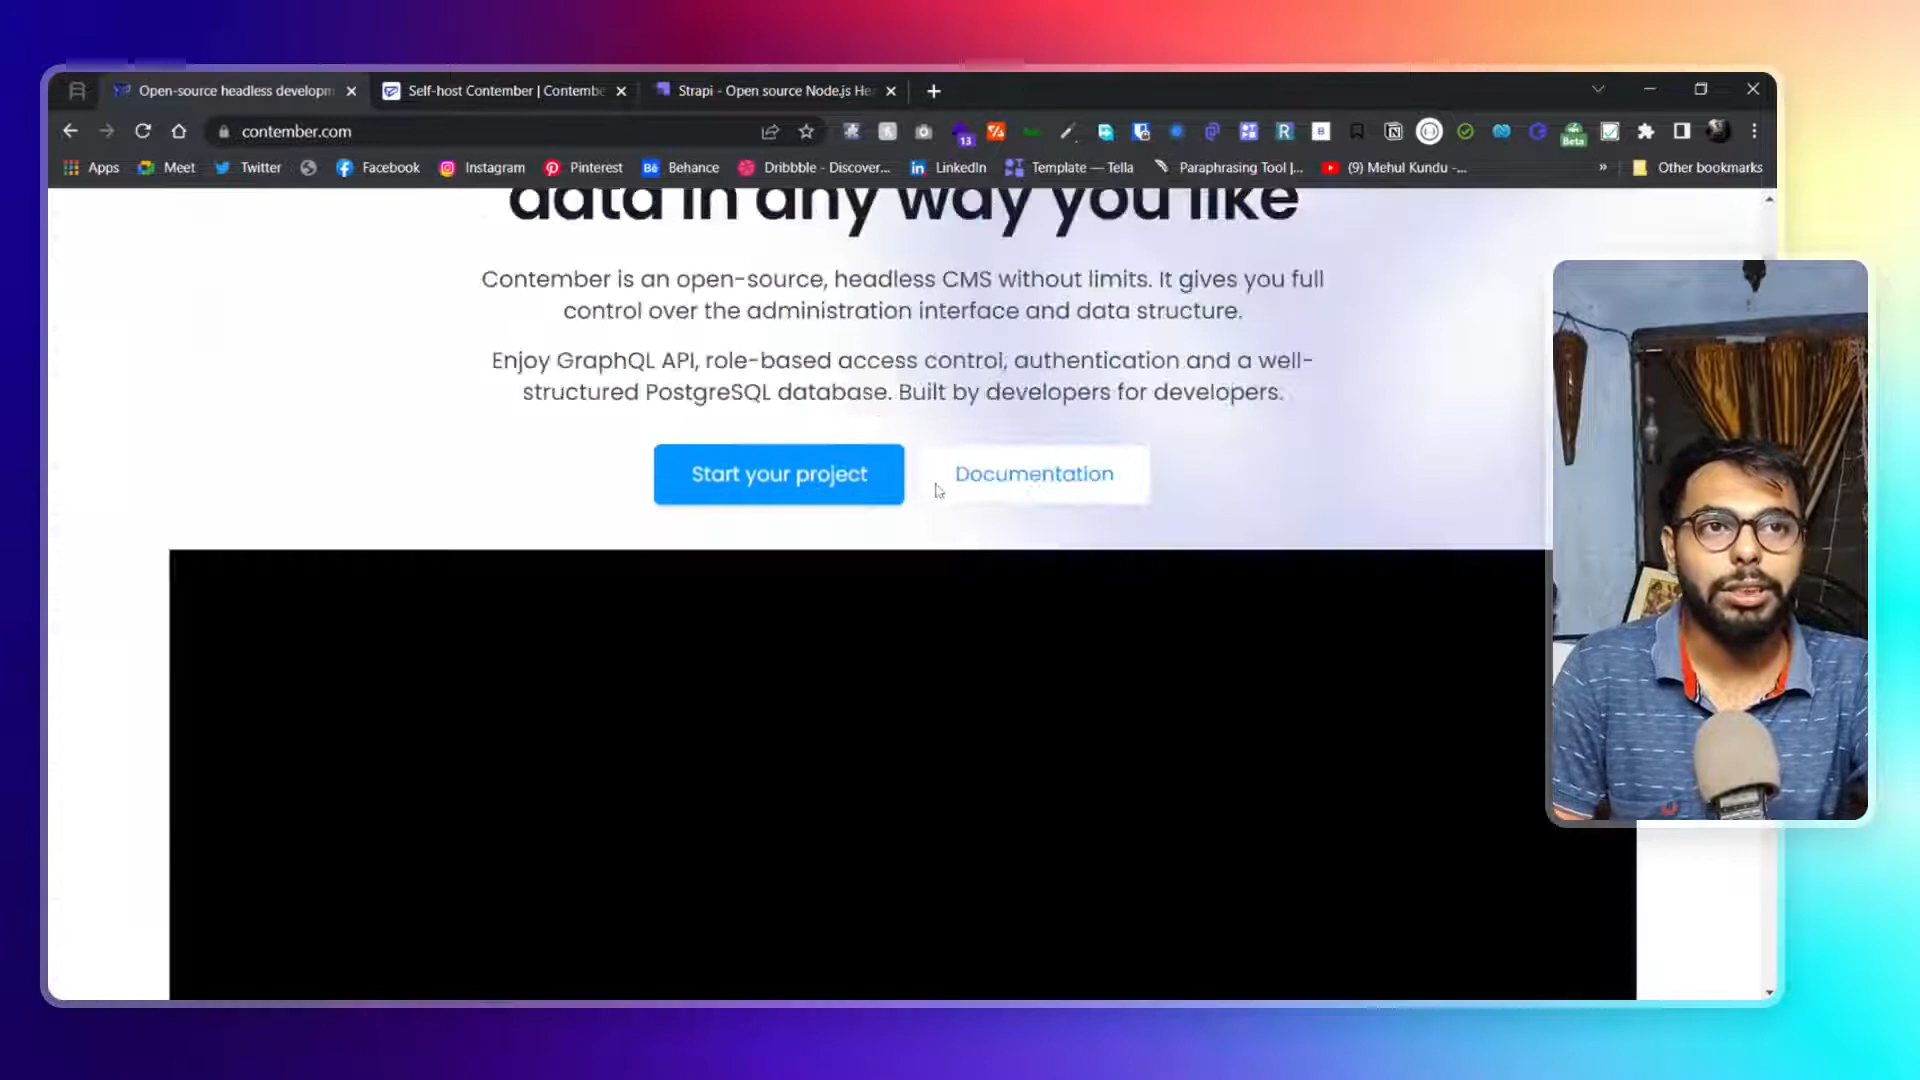 Open-source headless developm
Self-host Contember | Contembe
Strapi - Open source Node.js He
contember.com
13
Beta
Apps
Meet
Twitter
Facebook
Instagram
Pinterest
Bē
Behance
Dribbble - Discover...
in
LinkedIn
Template — Tella
Paraphrasing Tool |...
(9) Mehul Kundu -...
»
Other bookmarks
data in any way you like
Contember is an open-source, headless CMS without limits. It gives you full
control over the administration interface and data structure.
Enjoy GraphQL API, role-based access control, authentication and a well-
structured PostgreSQL database. Built by developers for developers.
Start your project
Documentation